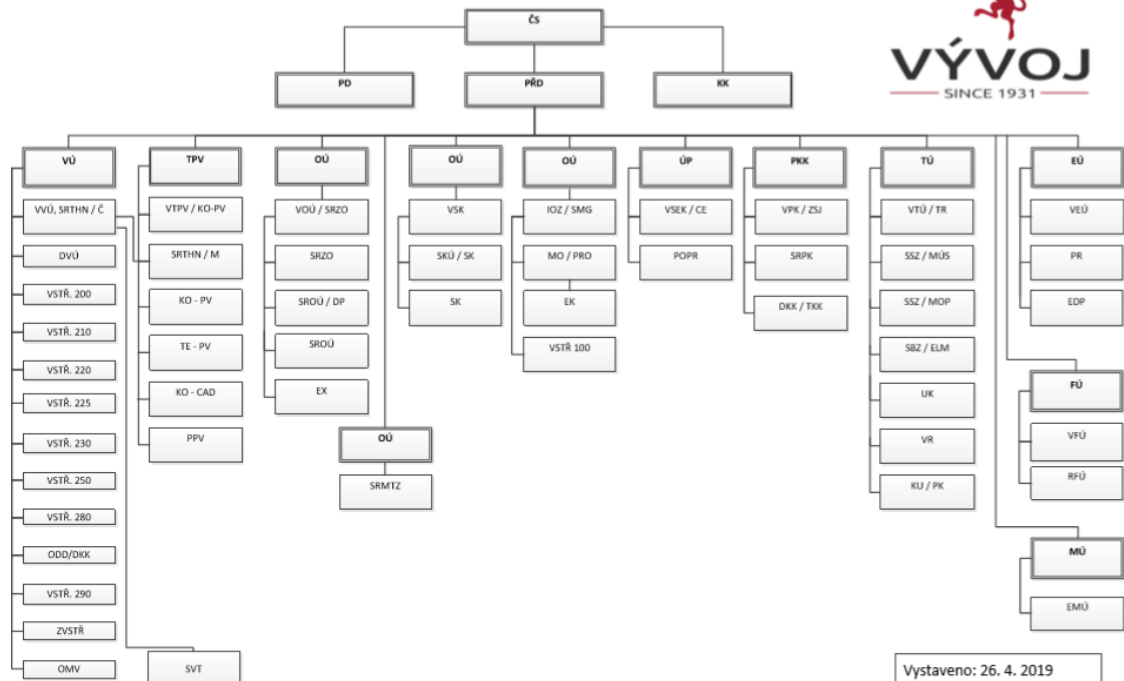 ČS
VÝVOJ
SINCE 1931
PD
PŘD
KK
VÚ
TPV
OÚ
OÚ
OÚ
ÚP
PKK
TÚ
EÚ
VVÚ, SRTHN / Č
VTPV / KO-PV
VOÚ / SRZO
VSK
IOZ / SMG
VSEK / CE
VPK / ZSJ
VTÚ / TR
VEÚ
DVÚ
SRTHN / M
SRZO
SKÚ / SK
MO / PRO
POPR
SRPK
SSZ / MÚS
PR
VSTŘ. 200
KO - PV
SROÚ / DP
SK
EK
DKK / TKK
SSZ / MOP
EDP
VSTŘ. 210
TE - PV
SROÚ
VSTŘ 100
SBZ / ELM
VSTŘ. 220
FÚ
VSTŘ. 225
KO - CAD
EX
UK
VSTŘ. 230
PPV
OÚ
VR
VFÚ
VSTŘ. 250
SRMTZ
KU / PK
RFÚ
VSTŘ. 280
ODD/DKK
MÚ
VSTŘ. 290
EMÚ
ZVSTŘ
OMV
SVT
Vystaveno: 26. 4. 2019